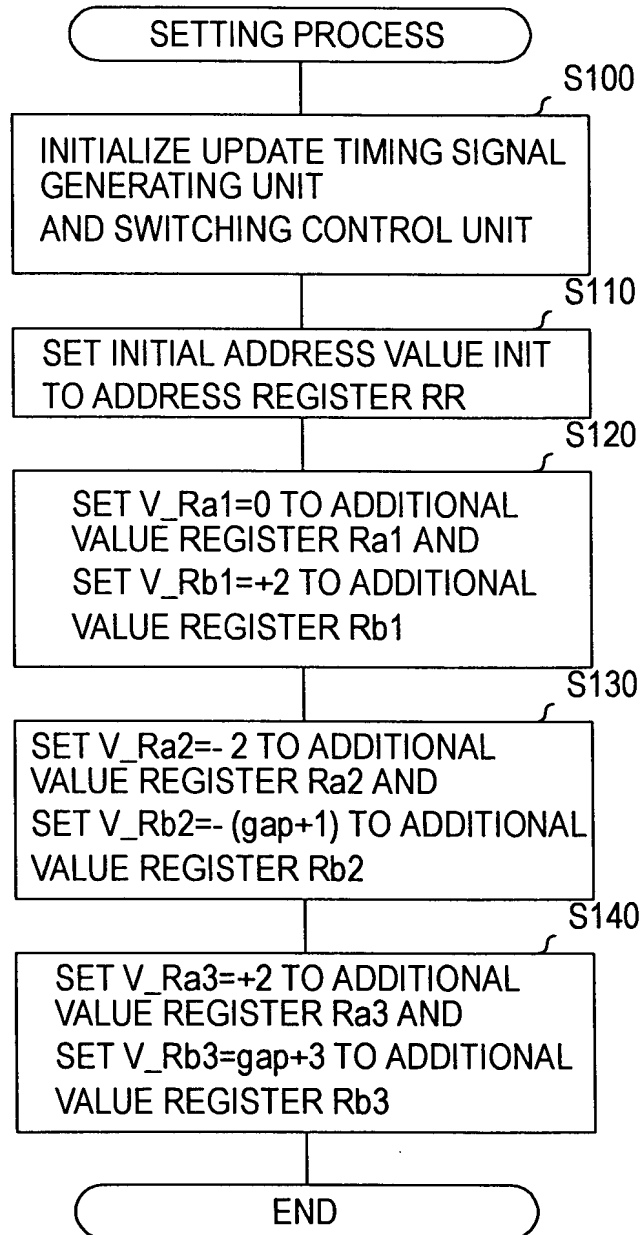 SETTING PROCESS
S100
INITIALIZE UPDATE TIMING SIGNAL
GENERATING UNIT
AND SWITCHING CONTROL UNIT
S110
SET INITIAL ADDRESS VALUE INIT
TO ADDRESS REGISTER RR
S120
SET V_Ra1=0 TO ADDITIONAL
VALUE REGISTER Ra1 AND
SET V_Rb1=+2 TO ADDITIONAL
VALUE REGISTER Rb1
S130
SET V_Ra2=- 2 TO ADDITIONAL
VALUE REGISTER Ra2 AND
SET V_Rb2=- (gap+1) TO ADDITIONAL
VALUE REGISTER Rb2
S140
SET V_Ra3=+2 TO ADDITIONAL
VALUE REGISTER Ra3 AND
SET V_Rb3=gap+3 TO ADDITIONAL
VALUE REGISTER Rb3
END